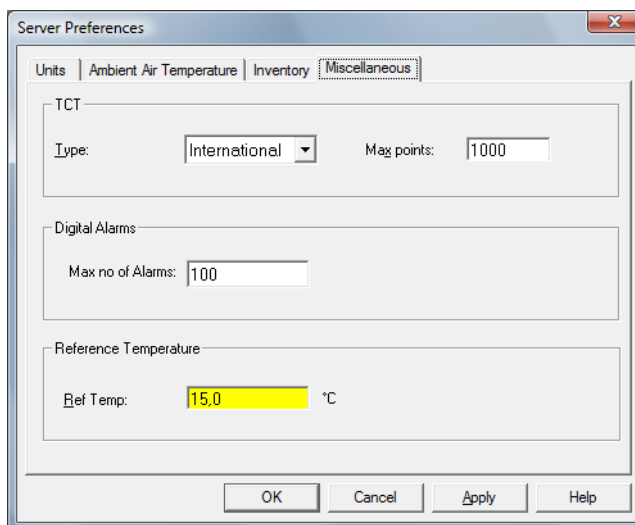 Server Preferences
Units Ambient Air Temperature Inventory Miscellaneous
TCT
Type: International Max points: 1000
Digital Alarms
Max no of Alarms: 100
Reference Temperature
Ref Temp: 15,0 °C
OK Cancel Apply Help